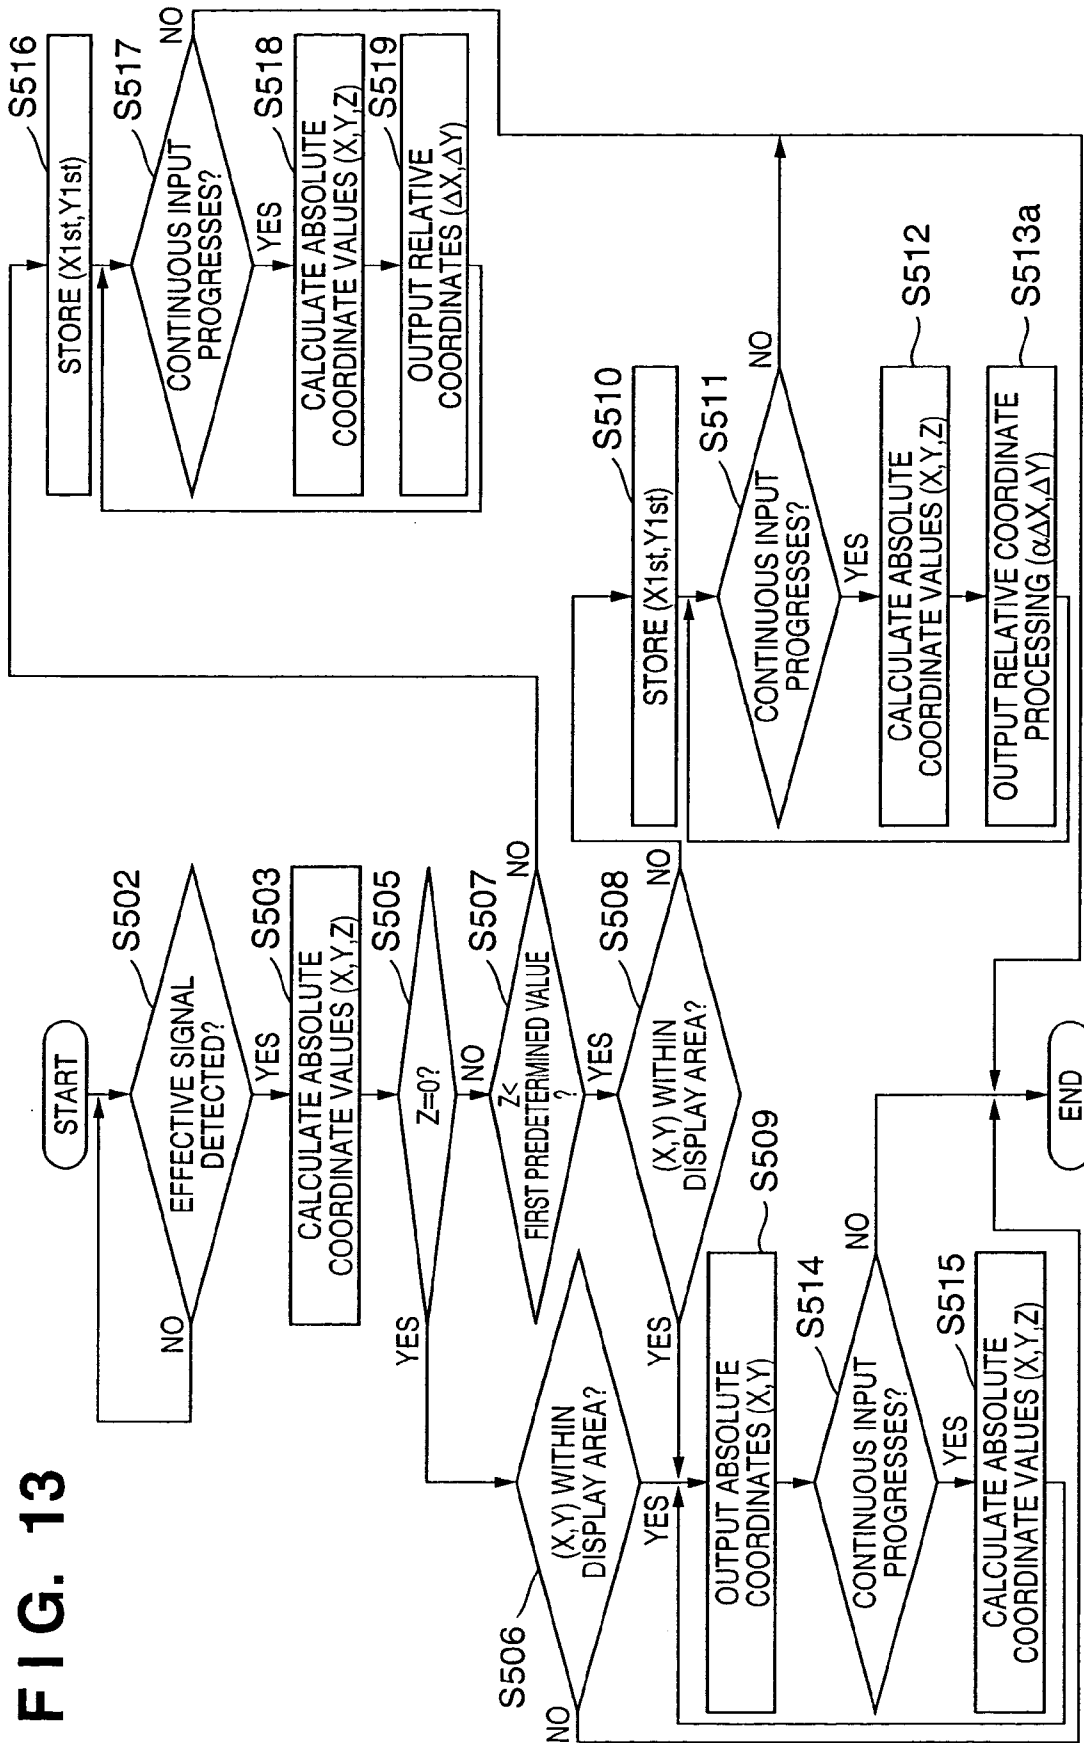 FIG. 13
START
S502
EFFECTIVE SIGNAL
DETECTED?
NO
YES
S503
CALCULATE ABSOLUTE
COORDINATE VALUES (X,Y,Z)
S505
Z=0?
YES
NO
S507
Z<
FIRST PREDETERMINED VALUE
?
NO
YES
S506
(X,Y) WITHIN
DISPLAY AREA?
NO
YES
S508
(X,Y) WITHIN
DISPLAY AREA?
YES
NO
S509
OUTPUT ABSOLUTE
COORDINATES (X,Y)
S514
CONTINUOUS INPUT
PROGRESSES?
NO
YES
S515
CALCULATE ABSOLUTE
COORDINATE VALUES (X,Y,Z)
END
S510
STORE (X1st,Y1st)
S511
CONTINUOUS INPUT
PROGRESSES?
NO
YES
S512
CALCULATE ABSOLUTE
COORDINATE VALUES (X,Y,Z)
S513a
OUTPUT RELATIVE COORDINATE
PROCESSING (αΔX,ΔY)
S516
STORE (X1st,Y1st)
S517
CONTINUOUS INPUT
PROGRESSES?
NO
YES
S518
CALCULATE ABSOLUTE
COORDINATE VALUES (X,Y,Z)
S519
OUTPUT RELATIVE
COORDINATES (ΔX,ΔY)